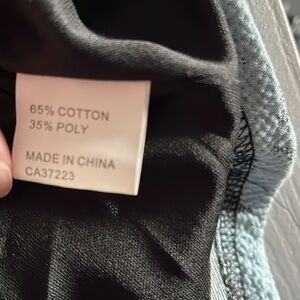 65% COTTON
35% POLY
MADE IN CHINA
CA37223